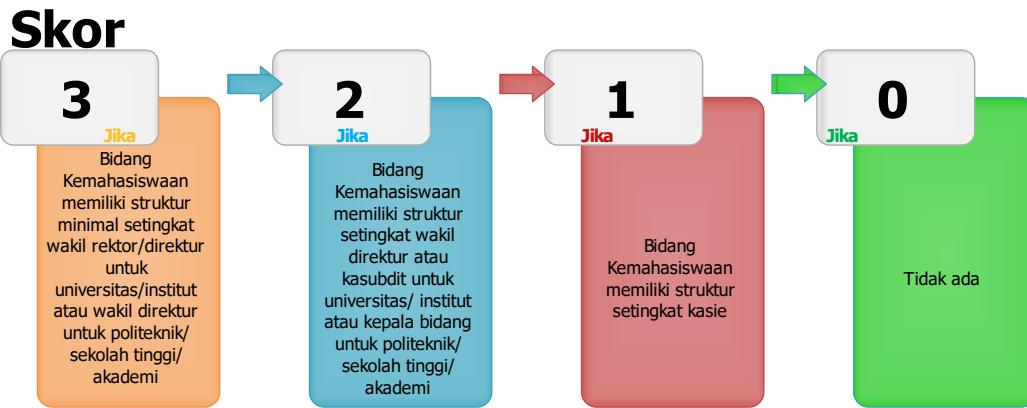 Skor
3
Jika
Bidang
Kemahasiswaan
memiliki struktur
minimal setingkat
wakil rektor/direktur
untuk
universitas/institut
atau wakil direktur
untuk politeknik/
sekolah tinggi/
akademi
2
Jika
Bidang
Kemahasiswaan
memiliki struktur
setingkat wakil
direktur atau
kasubdit untuk
universitas/ institut
atau kepala bidang
untuk politeknik/
sekolah tinggi/
akademi
1
Jika
Bidang
Kemahasiswaan
memiliki struktur
setingkat kasie
0
Jika
Tidak ada